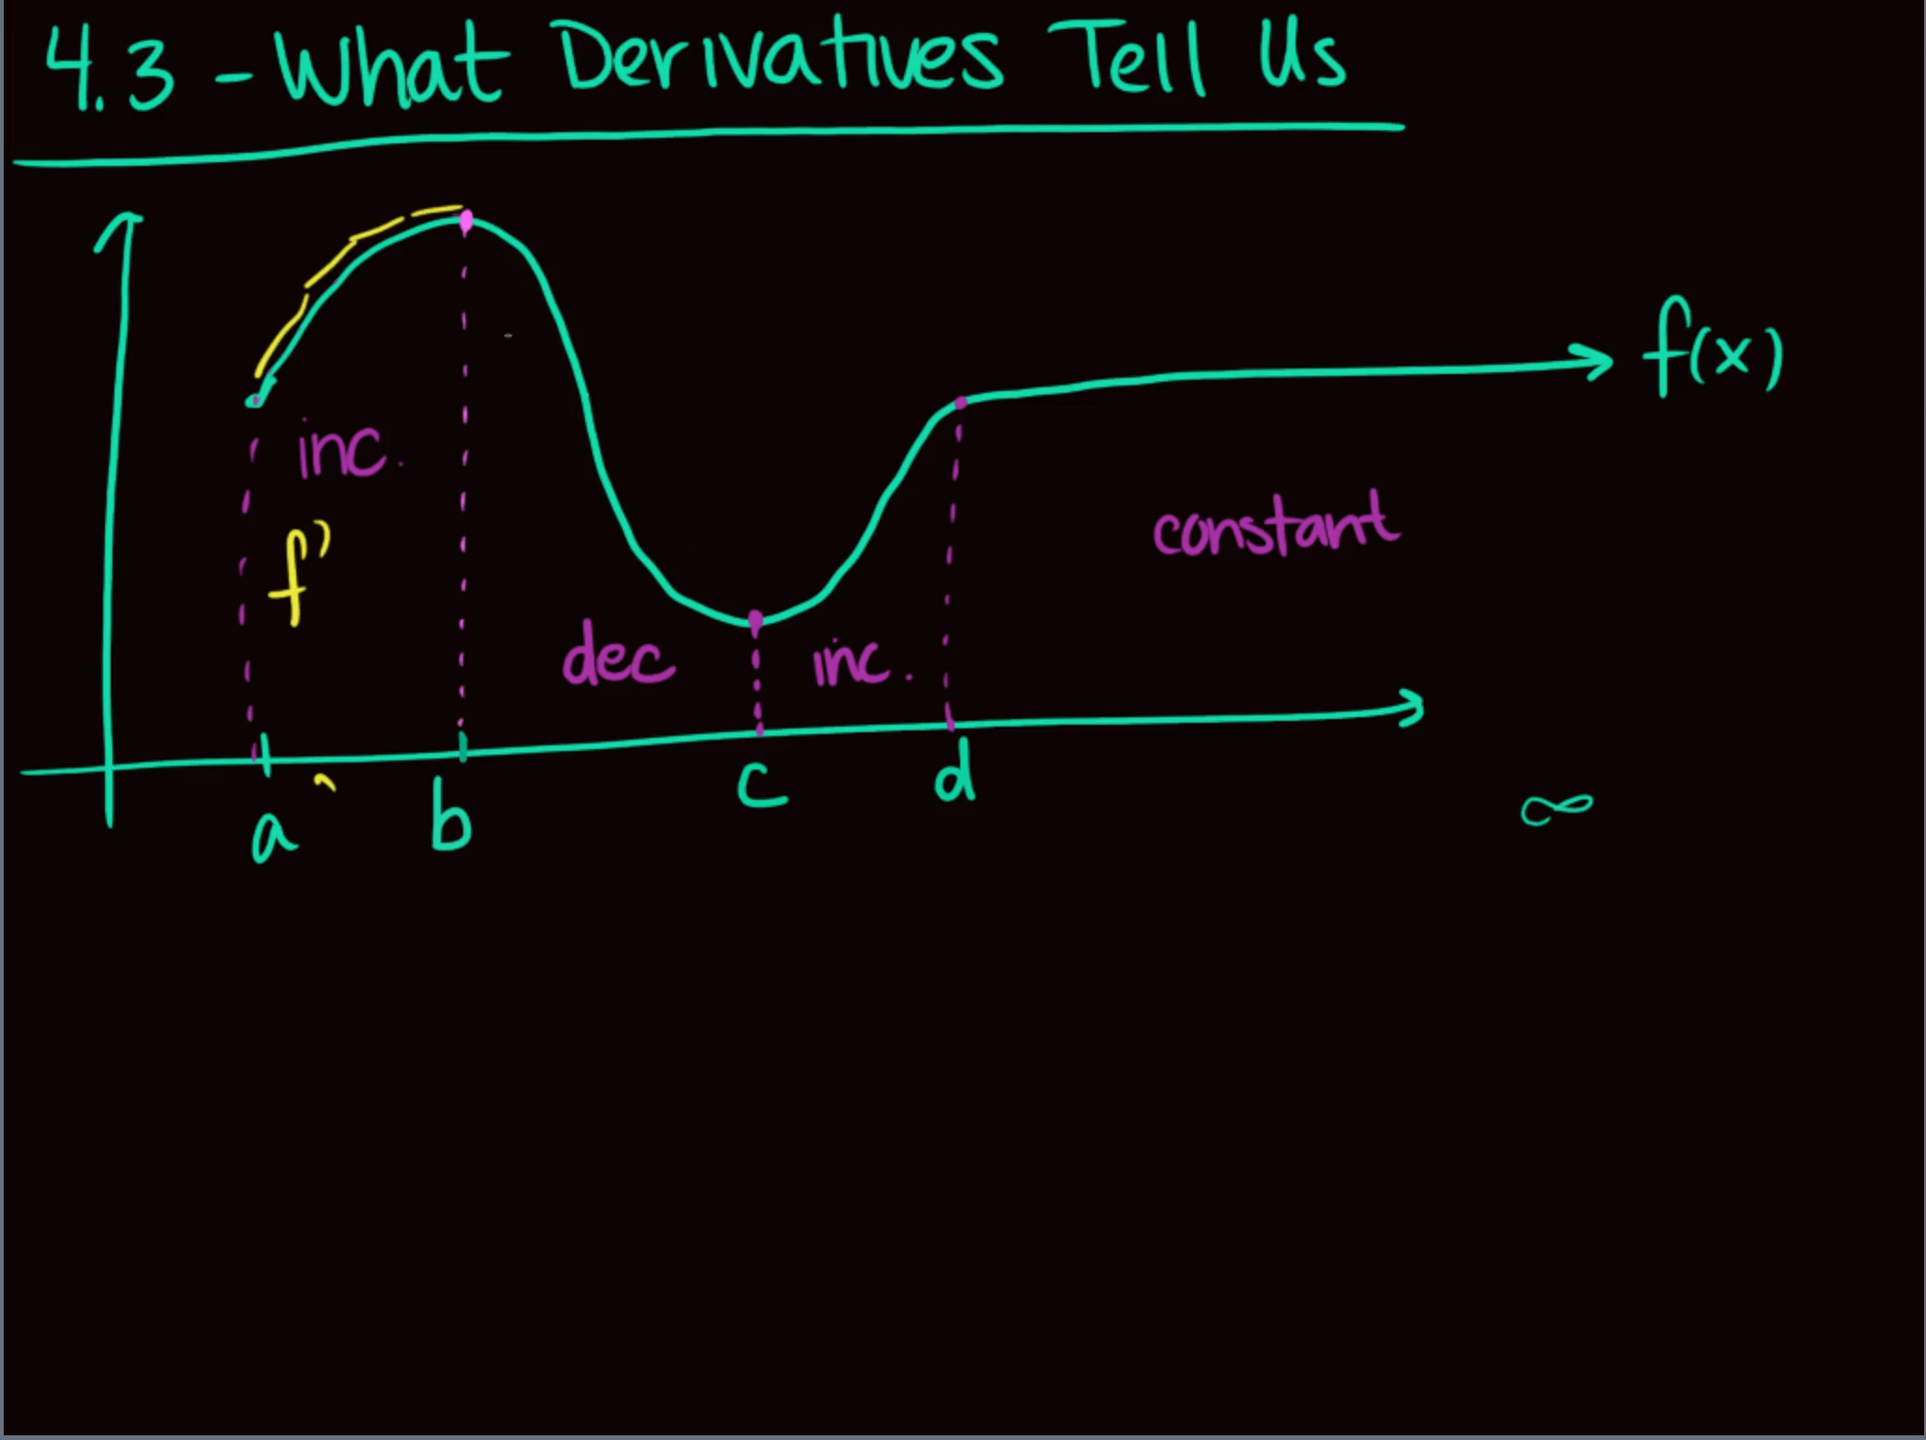 4.3 - What Derivatives Tell Us
f(x)
inc.
constant
f'
dec
inc.
a
b
c
d
∞